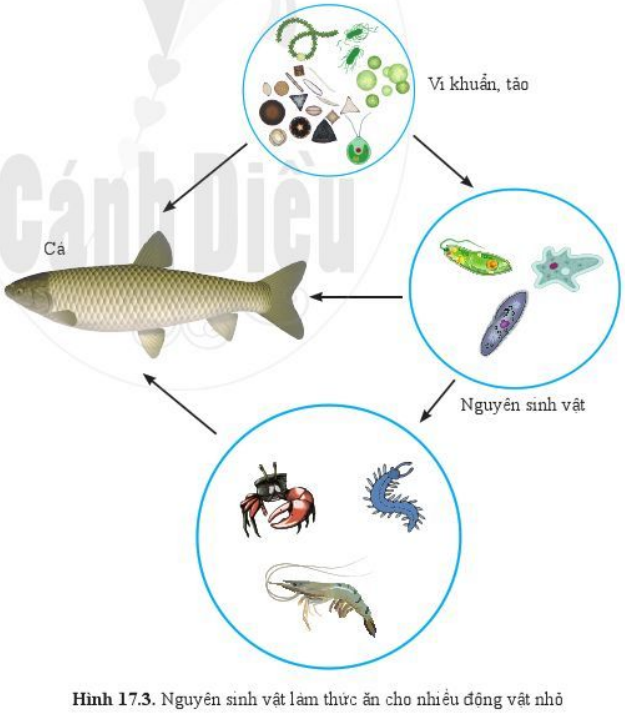 Vi khuẩn, tảo
Cánh Diều
Cá
Nguyên sinh vật
Hình 17.3. Nguyên sinh vật làm thức ăn cho nhiều động vật nhỏ